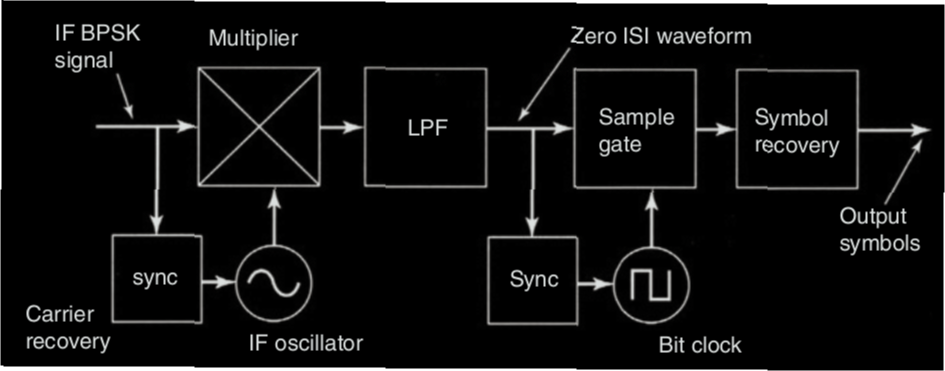 IF BPSK
signal
Multiplier
Zero ISI waveform
LPF
Sample
gate
Symbol
recovery
Output
symbols
sync
Sync
Carrier
recovery
IF oscillator
Bit clock